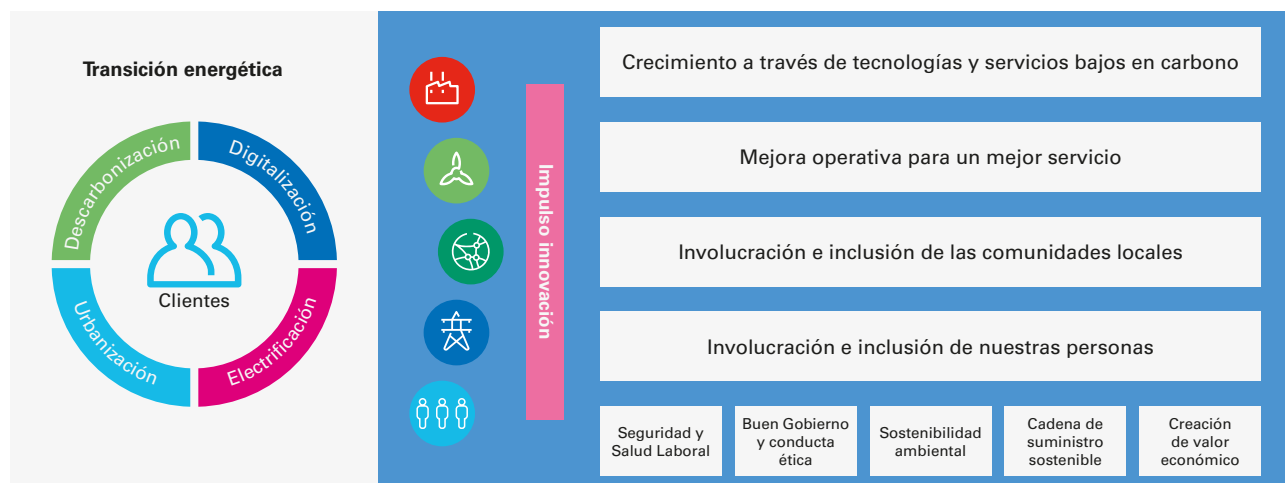 Transición energética
Descarbonización
Digitalización
Clientes
Urbanización
Electrificación
Impulso innovación
Crecimiento a través de tecnologías y servicios bajos en carbono
Mejora operativa para un mejor servicio
Involucración e inclusión de las comunidades locales
Involucración e inclusión de nuestras personas
Seguridad y
Salud Laboral
Buen Gobierno
y conducta
ética
Sostenibilidad
ambiental
Cadena de
suministro
sostenible
Creación
de valor
económico